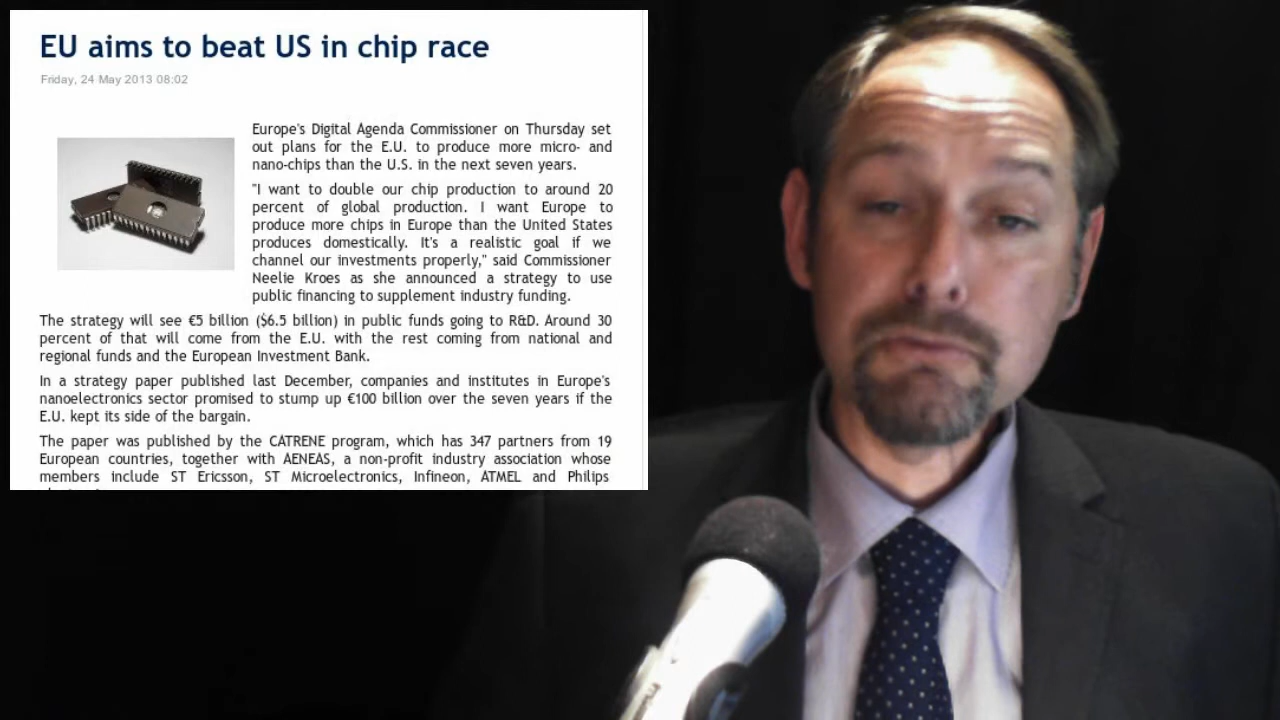 EU aims to beat US in chip race
Friday, 24 May 2013 08:02
Europe's Digital Agenda Commissioner on Thursday set
out plans for the E.U. to produce more micro- and
nano-chips than the U.S. in the next seven years.
"I want to double our chip production to around 20
percent of global production. I want Europe to
produce more chips in Europe than the United States
produces domestically. It's a realistic goal if we
channel our investments properly," said Commissioner
Neelie Kroes as she announced a strategy to use
public financing to supplement industry funding.
The strategy will see €5 billion ($6.5 billion) in public funds going to R&D. Around 30
percent of that will come from the E.U. with the rest coming from national and
regional funds and the European Investment Bank.
In a strategy paper published last December, companies and institutes in Europe's
nanoelectronics sector promised to stump up €100 billion over the seven years if the
E.U. kept its side of the bargain.
The paper was published by the CATRENE program, which has 347 partners from 19
European countries, together with AENEAS, a non-profit industry association whose
members include ST Ericsson, ST Microelectronics, Infineon, ATMEL and Philips